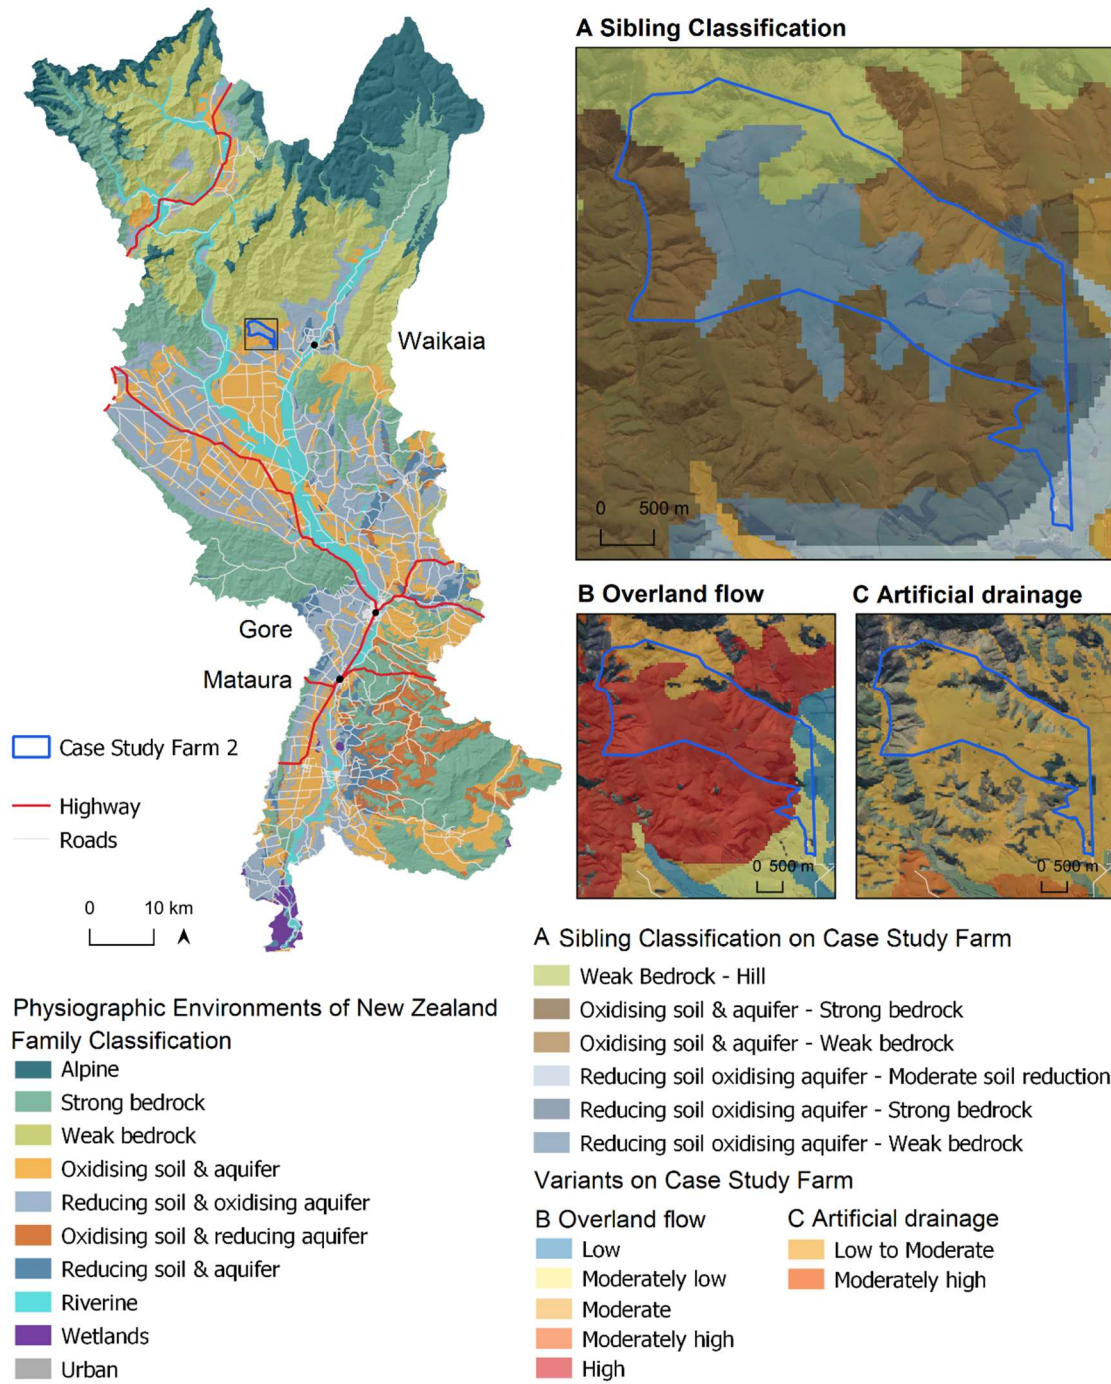 A Sibling Classification
0 500 m
Waikaia
Gore
Mataura
Case Study Farm 2
Highway
Roads
0 10 km
B Overland flow
0 500 m
C Artificial drainage
0 500 m
Physiographic Environments of New Zealand
Family Classification
Alpine
Strong bedrock
Weak bedrock
Oxidising soil & aquifer
Reducing soil & oxidising aquifer
Oxidising soil & reducing aquifer
Reducing soil & aquifer
Riverine
Wetlands
Urban
A Sibling Classification on Case Study Farm
Weak Bedrock - Hill
Oxidising soil & aquifer - Strong bedrock
Oxidising soil & aquifer - Weak bedrock
Reducing soil oxidising aquifer - Moderate soil reduction
Reducing soil oxidising aquifer - Strong bedrock
Reducing soil oxidising aquifer - Weak bedrock
Variants on Case Study Farm
B Overland flow
Low
Moderately low
Moderate
Moderately high
High
C Artificial drainage
Low to Moderate
Moderately high